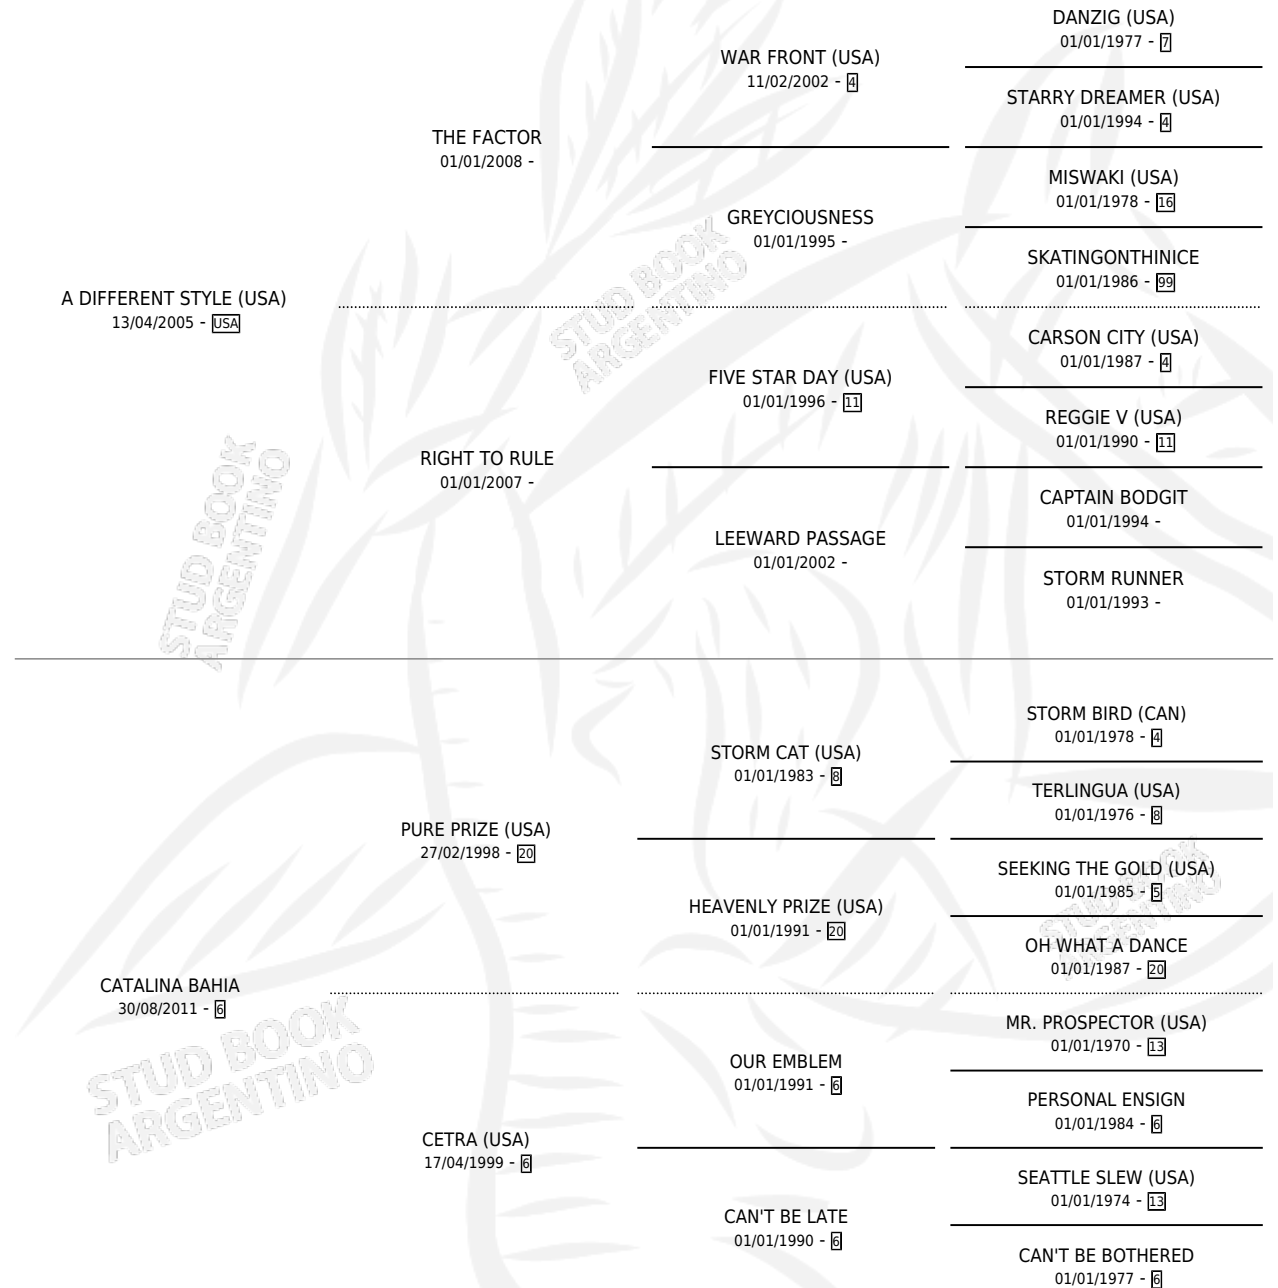 DANZIG (USA)
01/01/1977 - 7
WAR FRONT (USA)
11/02/2002 - 4
STARRY DREAMER (USA)
01/01/1994 - 4
THE FACTOR
01/01/2008 -
MISWAKI (USA)
01/01/1978 - 16
GREYCIOUSNESS
01/01/1995 -
SKATINGONTHINICE
01/01/1986 - 99
A DIFFERENT STYLE (USA)
13/04/2005 - USA
CARSON CITY (USA)
01/01/1987 - 4
FIVE STAR DAY (USA)
01/01/1996 - 11
REGGIE V (USA)
01/01/1990 - 11
RIGHT TO RULE
01/01/2007 -
CAPTAIN BODGIT
01/01/1994 -
LEEWARD PASSAGE
01/01/2002 -
STORM RUNNER
01/01/1993 -
STORM BIRD (CAN)
01/01/1978 - 4
STORM CAT (USA)
01/01/1983 - 8
TERLINGUA (USA)
01/01/1976 - 8
PURE PRIZE (USA)
27/02/1998 - 20
SEEKING THE GOLD (USA)
01/01/1985 - 5
HEAVENLY PRIZE (USA)
01/01/1991 - 20
OH WHAT A DANCE
01/01/1987 - 20
CATALINA BAHIA
30/08/2011 - 6
MR. PROSPECTOR (USA)
01/01/1970 - 13
OUR EMBLEM
01/01/1991 - 6
PERSONAL ENSIGN
01/01/1984 - 6
CETRA (USA)
17/04/1999 - 6
SEATTLE SLEW (USA)
01/01/1974 - 13
CAN'T BE LATE
01/01/1990 - 6
CAN'T BE BOTHERED
01/01/1977 - 6
STUD BOOK
ARGENTINO
STUD BOOK
ARGENTINO
STUD BOOK
ARGENTINO
STUD BOOK
ARGENTINO